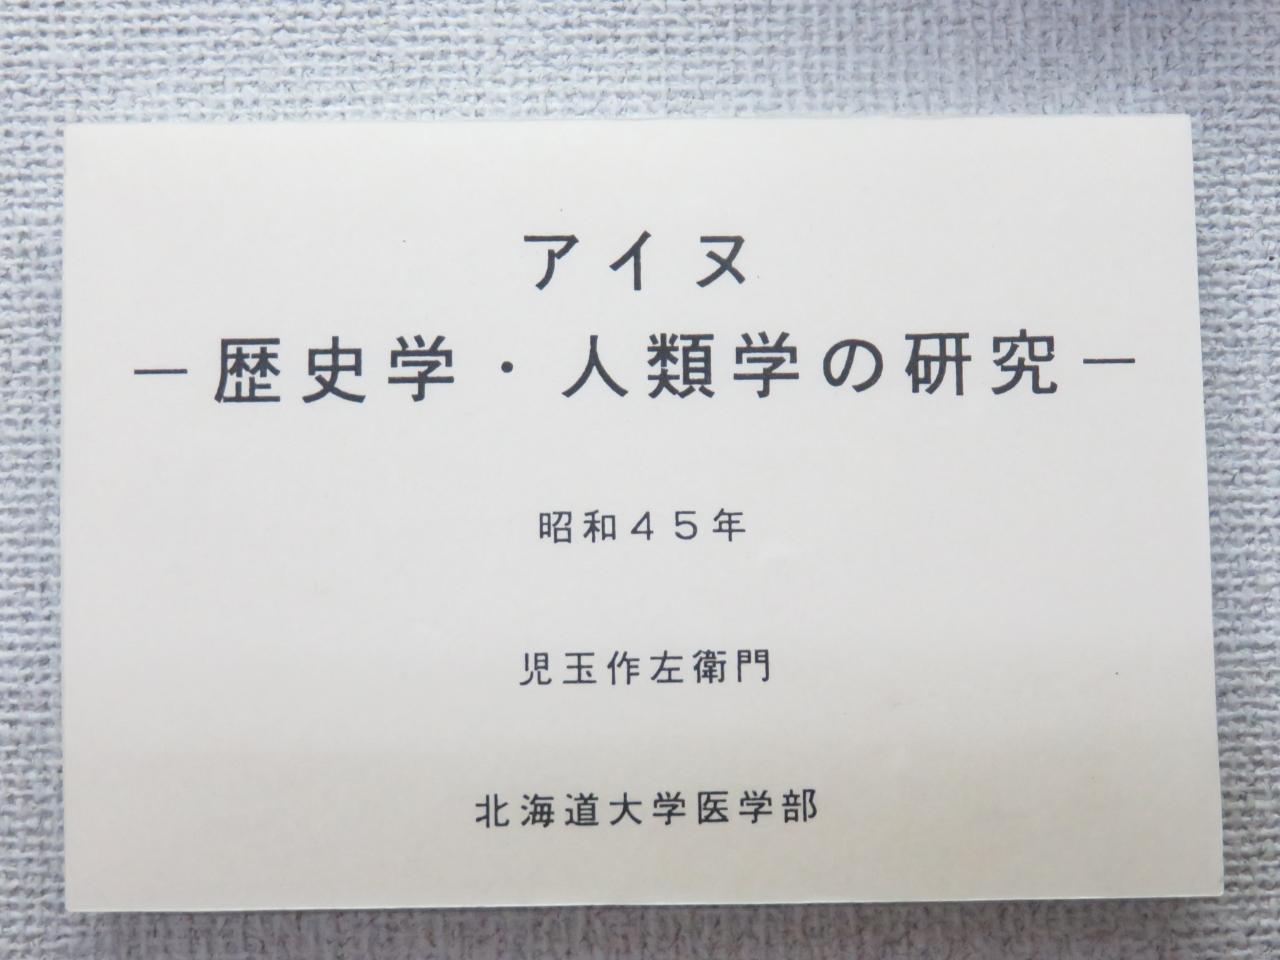 アイヌ
－歴史学・人類学の研究－
昭和４５年
児玉作左衛門
北海道大学医学部